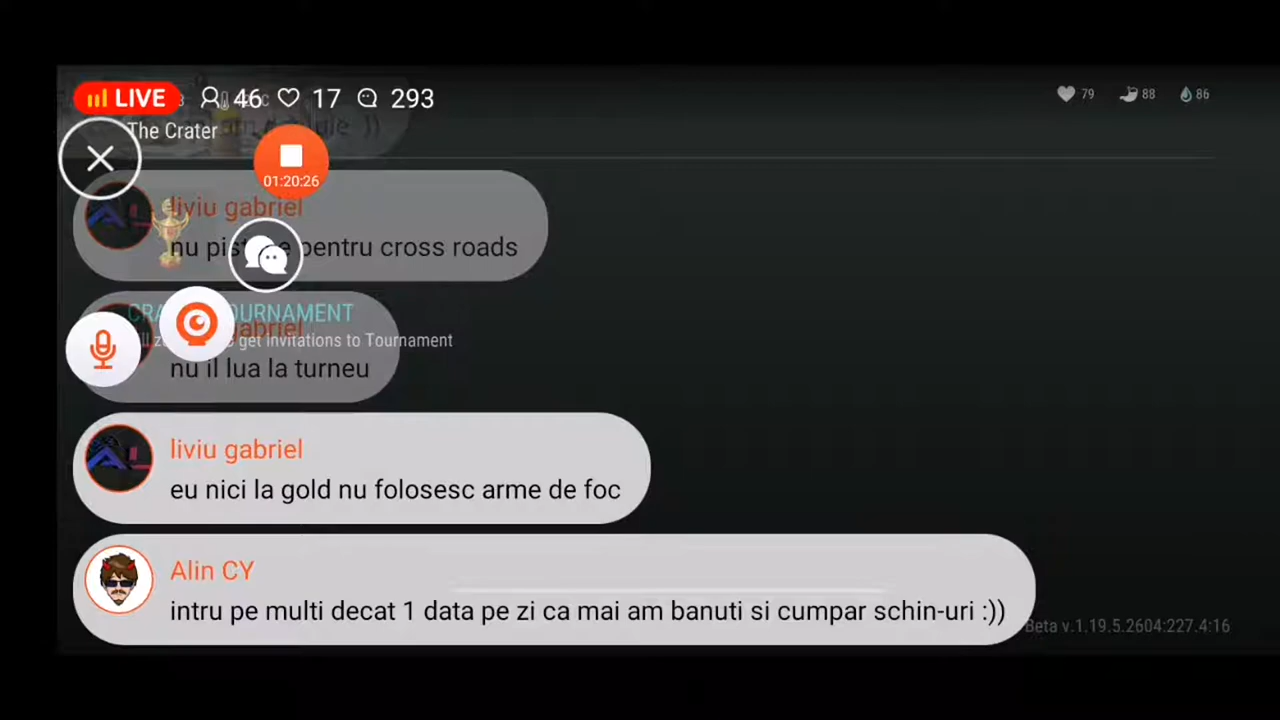 LIVE 46 17 293
79 88 86
The Crater
01:20:26
liviu gabriel
nu pentru cross roads
TOURNAMENT
gabriel
get invitations to Tournament
nu il lua la turneu
liviu gabriel
eu nici la gold nu folosesc arme de foc
Alin CY
intru pe multi decat 1 data pe zi ca mai am banuti si cumpar schin-uri :))
Beta v.1.19.5.2604:227.4:16